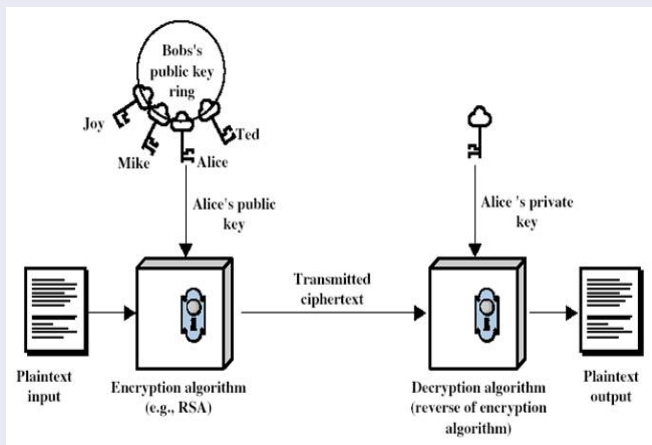 Bobs's
public key
ring
Joy
Mike
Alice
Ted
Alice's public
key
Alice 's private
key
Transmitted
ciphertext
Plaintext
input
Encryption algorithm
(e.g., RSA)
Decryption algorithm
(reverse of encryption
algorithm)
Plaintext
output